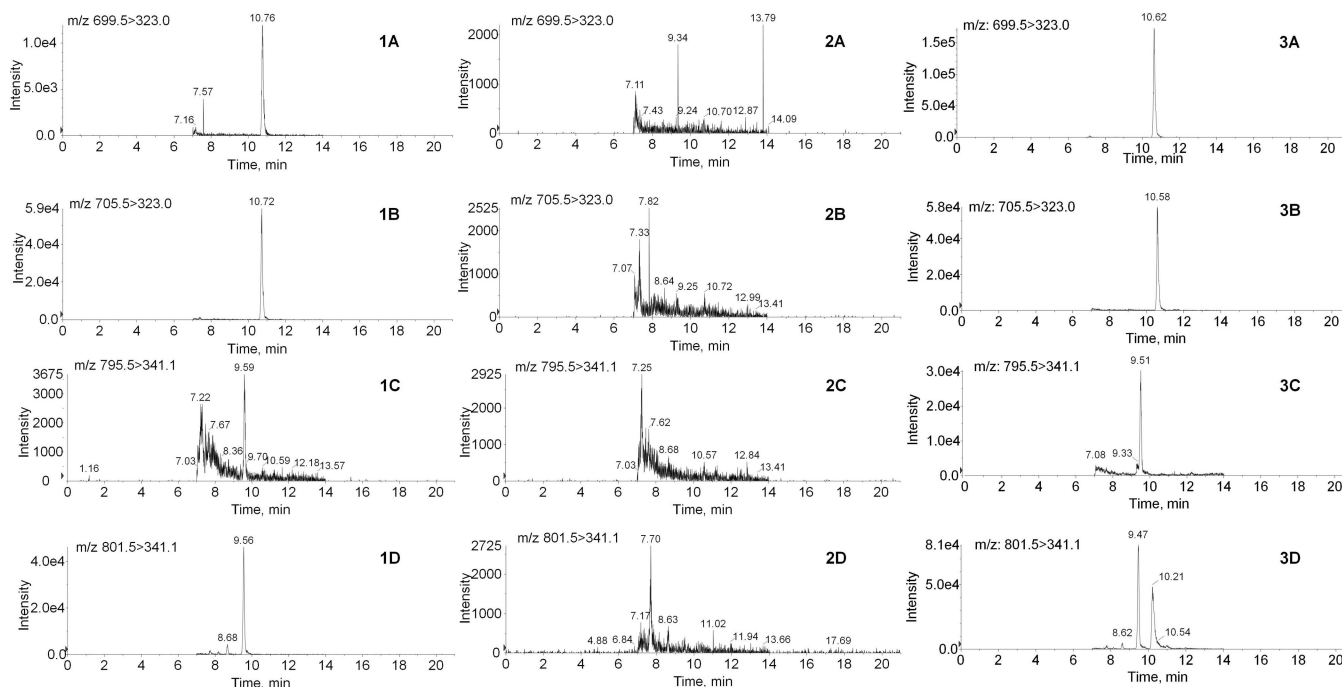 m/z 699.5>323.0
10.76
1A
1.0e4
5.0e3
0.0
7.16
7.57
Intensity
0 2 4 6 8 10 12 14 16 18 20
Time, min
m/z 699.5>323.0
13.79
2A
2000
1000
0
9.34
7.11
7.43
9.24
10.70
12.87
14.09
Intensity
0 2 4 6 8 10 12 14 16 18 20
Time, min
m/z: 699.5>323.0
10.62
3A
1.5e5
1.0e5
5.0e4
0.0
Intensity
0 2 4 6 8 10 12 14 16 18 20
Time, min
m/z 705.5>323.0
10.72
1B
5.9e4
4.0e4
2.0e4
0.0
Intensity
0 2 4 6 8 10 12 14 16 18 20
Time, min
m/z 705.5>323.0
7.82
2B
2525
2000
1000
0
7.33
7.07
8.64
9.25
10.72
12.99
13.41
Intensity
0 2 4 6 8 10 12 14 16 18 20
Time, min
m/z: 705.5>323.0
10.58
3B
5.8e4
4.0e4
2.0e4
0.0
Intensity
0 2 4 6 8 10 12 14 16 18 20
Time, min
m/z 795.5>341.1
9.59
1C
3675
3000
2000
1000
0
1.16
7.03
7.22
7.67
8.36
9.70
10.59
12.18
13.57
Intensity
0 2 4 6 8 10 12 14 16 18 20
Time, min
m/z 795.5>341.1
7.25
2C
2925
2000
1000
0
7.03
7.62
8.68
10.57
12.84
13.41
Intensity
0 2 4 6 8 10 12 14 16 18 20
Time, min
m/z: 795.5>341.1
9.51
3C
3.0e4
2.0e4
1.0e4
0.0
7.08
9.33
Intensity
0 2 4 6 8 10 12 14 16 18 20
Time, min
m/z 801.5>341.1
9.56
1D
4.0e4
2.0e4
0.0
8.68
Intensity
0 2 4 6 8 10 12 14 16 18 20
Time, min
m/z 801.5>341.1
7.70
2D
2725
2000
1000
0
4.88
6.84
7.17
8.63
11.02
11.94
13.66
17.69
Intensity
0 2 4 6 8 10 12 14 16 18 20
Time, min
m/z: 801.5>341.1
9.47
3D
8.1e4
5.0e4
0.0
10.21
8.62
10.54
Intensity
0 2 4 6 8 10 12 14 16 18 20
Time, min